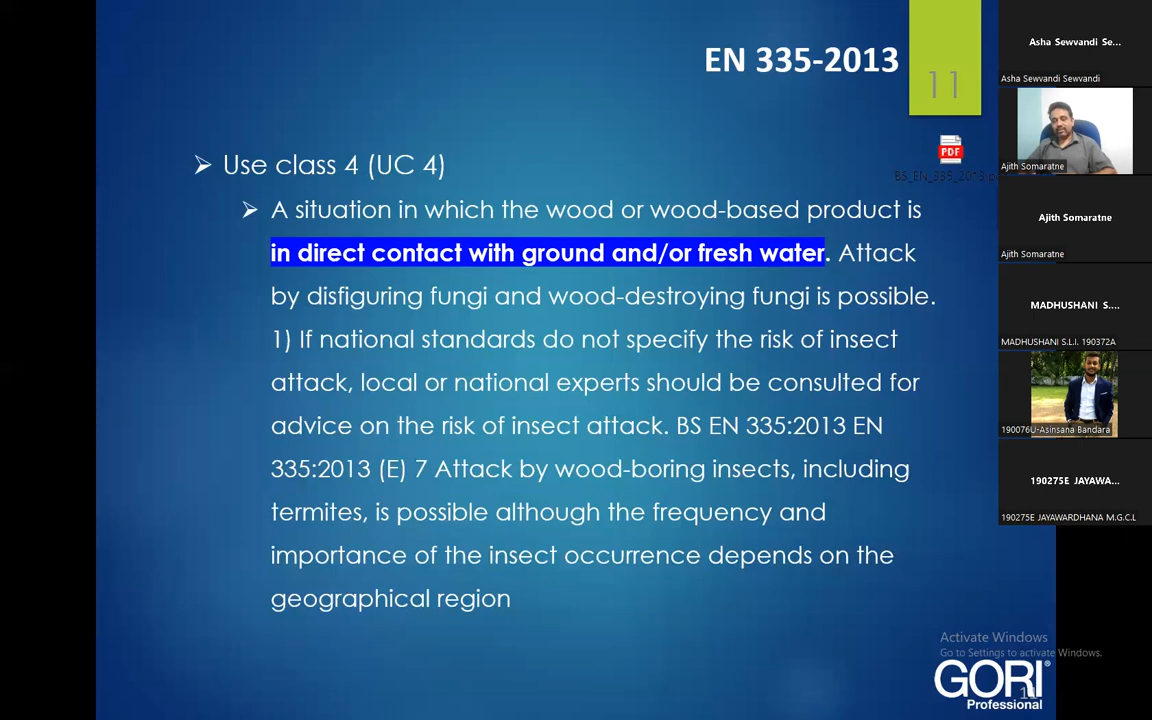 EN 335-2013
11
Use class 4 (UC 4)
A situation in which the wood or wood-based product is
in direct contact with ground and/or fresh water. Attack
by disfiguring fungi and wood-destroying fungi is possible.
1) If national standards do not specify the risk of insect
attack, local or national experts should be consulted for
advice on the risk of insect attack. BS EN 335:2013 EN
335:2013 (E) 7 Attack by wood-boring insects, including
termites, is possible although the frequency and
importance of the insect occurrence depends on the
geographical region
PDF
BS_EN_335_2013.p
Activate Windows
Go to Settings to activate Windows.
GORI®
Professional
11
Asha Sewvandi Se...
Asha Sewvandi Sewvandi
Ajith Somaratne
Ajith Somaratne
Ajith Somaratne
MADHUSHANI S....
MADHUSHANI S.L.I. 190372A
190076U-Asinsana Bandara
190275E JAYAWA...
190275E JAYAWARDHANA M.G.C.L